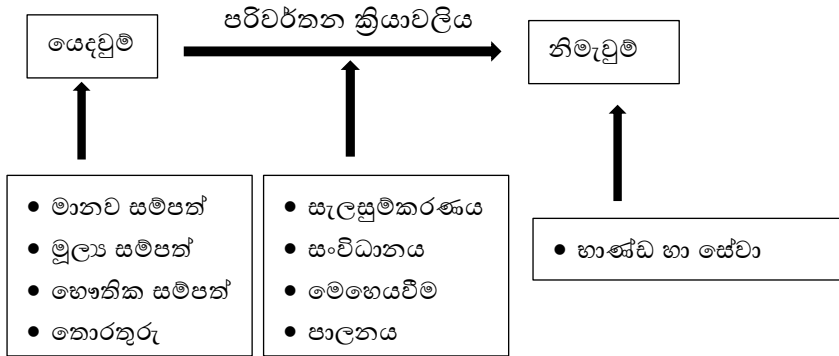 පරිවර්තන ක්‍රියාවලිය
යෙදවුම්
නිමැවුම්
● මානව සම්පත්
● මූල්‍ය සම්පත්
● භෞතික සම්පත්
● තොරතුරු
● සැලසුම්කරණය
● සංවිධානය
● මෙහෙයවීම
● පාලනය
● භාණ්ඩ හා සේවා